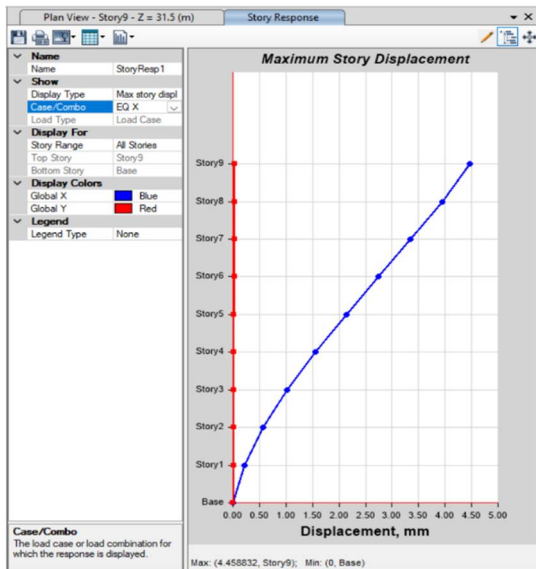 Plan View - Story9 - Z = 31.5 (m)
Story Response
Name
Name StoryResp1
Show
Display Type Max story displ
Case/Combo EQ X
Load Type Load Case
Display For
Story Range All Stories
Top Story Story9
Bottom Story Base
Display Colors
Global X Blue
Global Y Red
Legend
Legend Type None
Case/Combo
The load case or load combination for
which the response is displayed.
Maximum Story Displacement
Story9
Story8
Story7
Story6
Story5
Story4
Story3
Story2
Story1
Base
0.00 0.50 1.00 1.50 2.00 2.50 3.00 3.50 4.00 4.50 5.00
Displacement, mm
Max: (4.458832, Story9); Min: (0, Base)